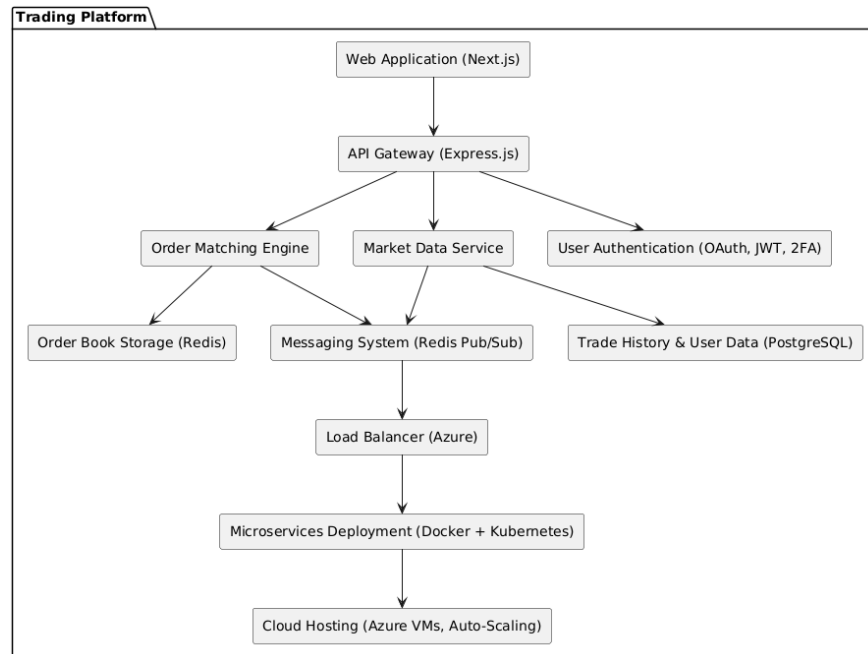 Trading Platform
Web Application (Next.js)
API Gateway (Express.js)
Order Matching Engine
Market Data Service
User Authentication (OAuth, JWT, 2FA)
Order Book Storage (Redis)
Messaging System (Redis Pub/Sub)
Trade History & User Data (PostgreSQL)
Load Balancer (Azure)
Microservices Deployment (Docker + Kubernetes)
Cloud Hosting (Azure VMs, Auto-Scaling)